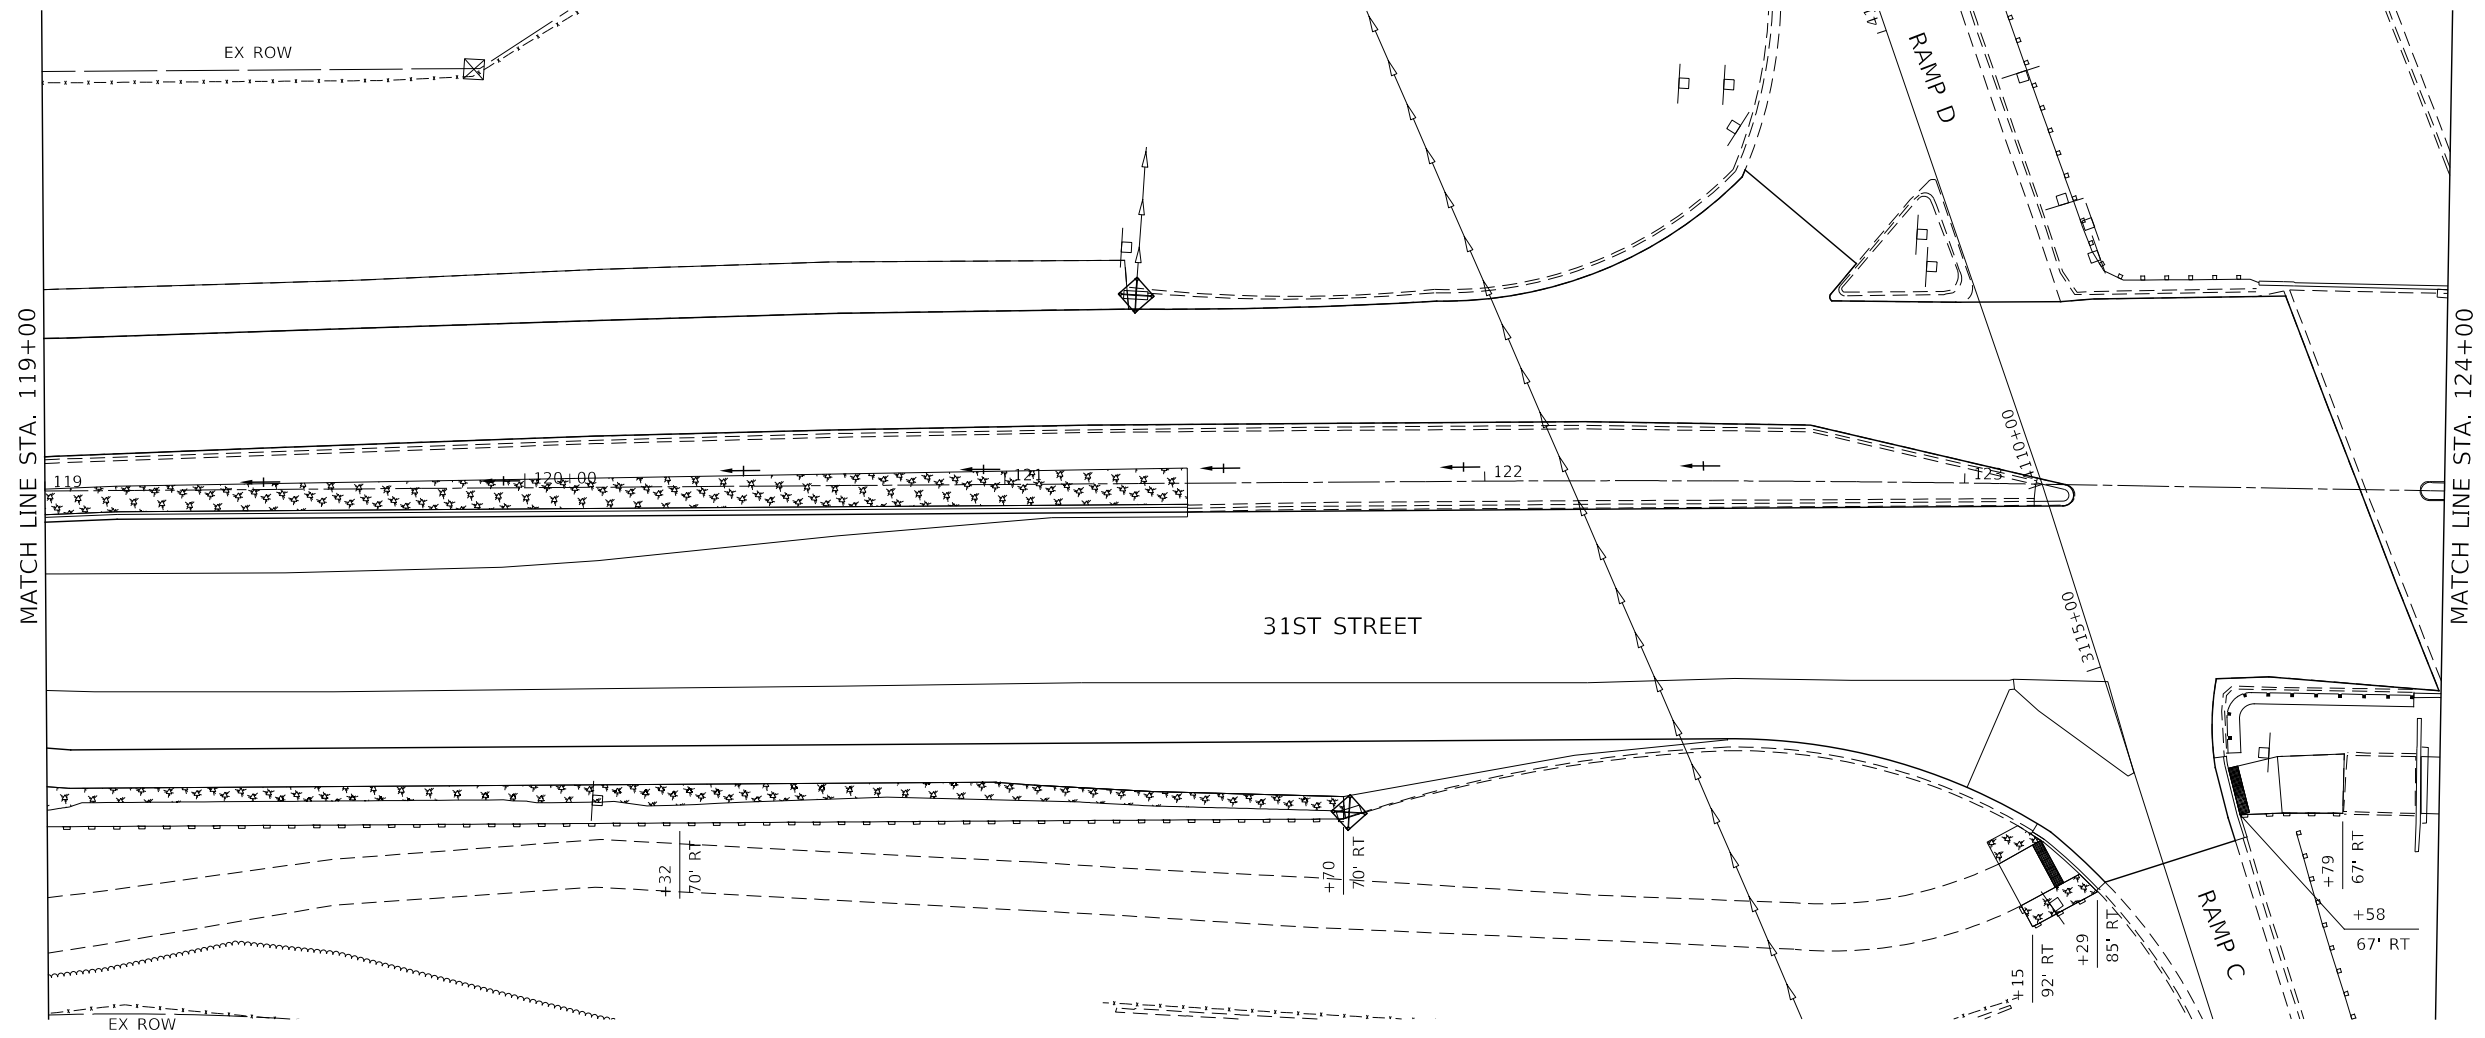 EX ROW
RAMP D
MATCH LINE STA. 119+00
MATCH LINE STA. 124+00
119
120+00
121
122
123
4110+00
31ST STREET
3115+00
+32
70' RT
+70
70' RT
+15
92' RT
+29
85' RT
RAMP C
+79
67' RT
+58
67' RT
EX ROW